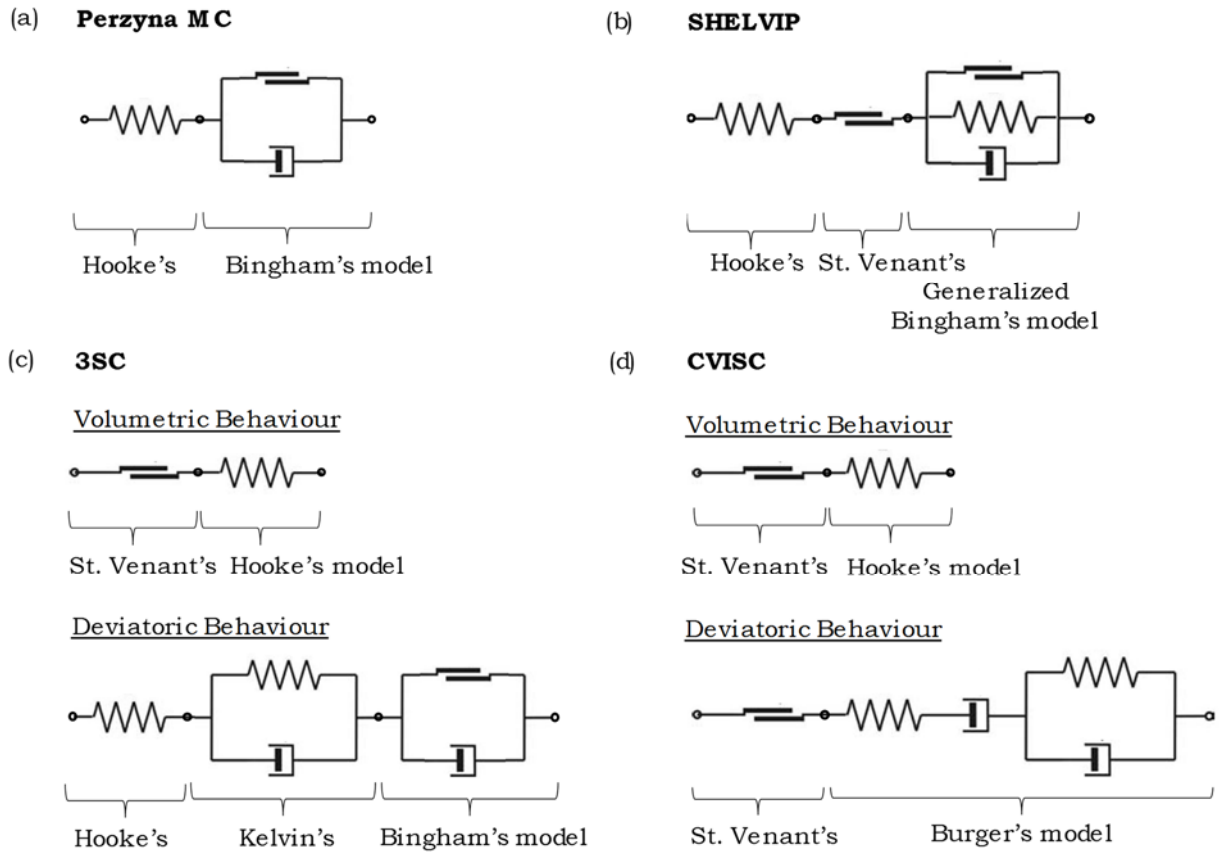 (a) Perzyna MC
Hooke's Bingham's model
(b) SHELVIP
Hooke's St. Venant's
Generalized
Bingham's model
(c) 3SC
Volumetric Behaviour
St. Venant's Hooke's model
Deviatoric Behaviour
Hooke's Kelvin's Bingham's model
(d) CVISC
Volumetric Behaviour
St. Venant's Hooke's model
Deviatoric Behaviour
St. Venant's Burger's model